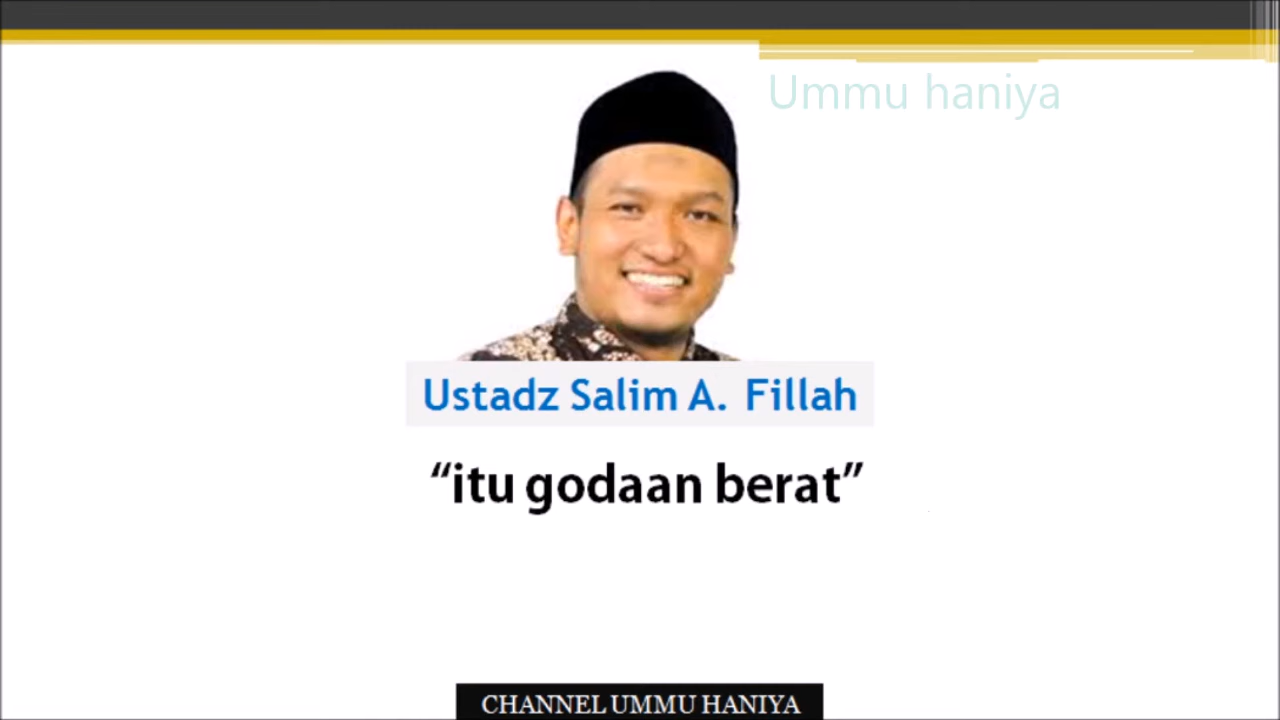 Ummu haniya
Ustadz Salim A. Fillah
“itu godaan berat”
CHANNEL UMMU HANIYA